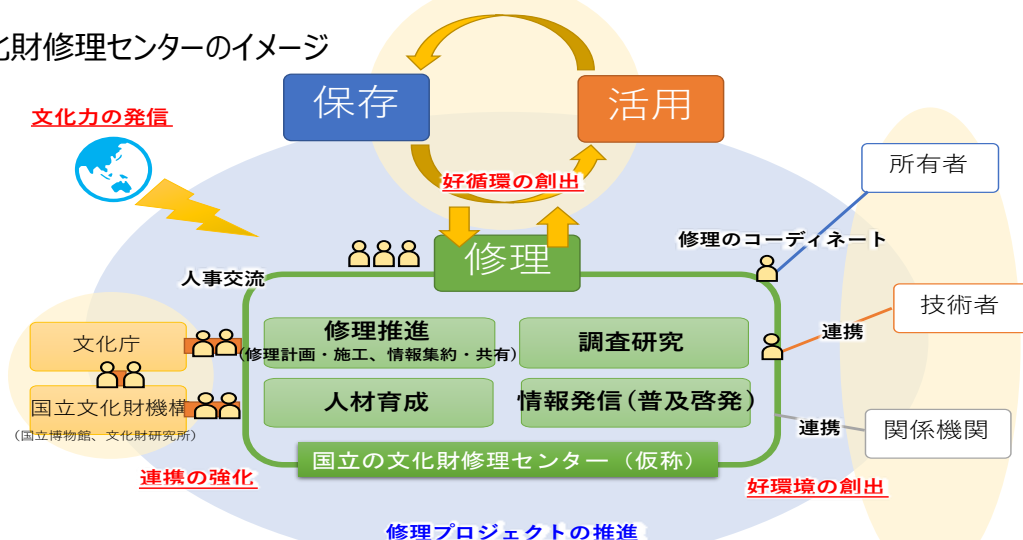 化財修理センターのイメージ
保存
活用
文化力の発信
好循環の創出
所有者
修理
修理のコーディネート
人事交流
技術者
連携
文化庁
修理推進
(修理計画・施工、情報集約・共有)
調査研究
国立文化財機構
(国立博物館、文化財研究所)
人材育成
情報発信(普及啓発)
連携
関係機関
国立の文化財修理センター(仮称)
連携の強化
好環境の創出
修理プロジェクトの推進